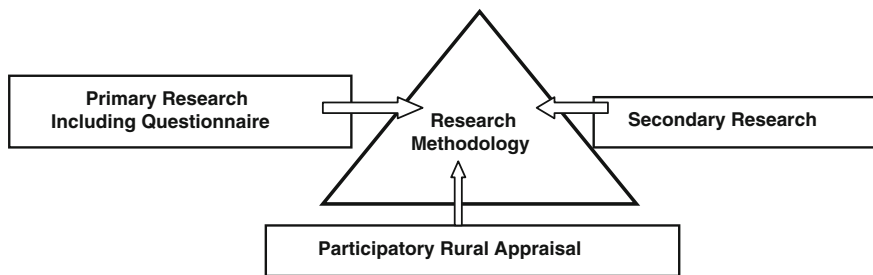 Primary Research
Including Questionnaire
Research
Methodology
Secondary Research
Participatory Rural Appraisal